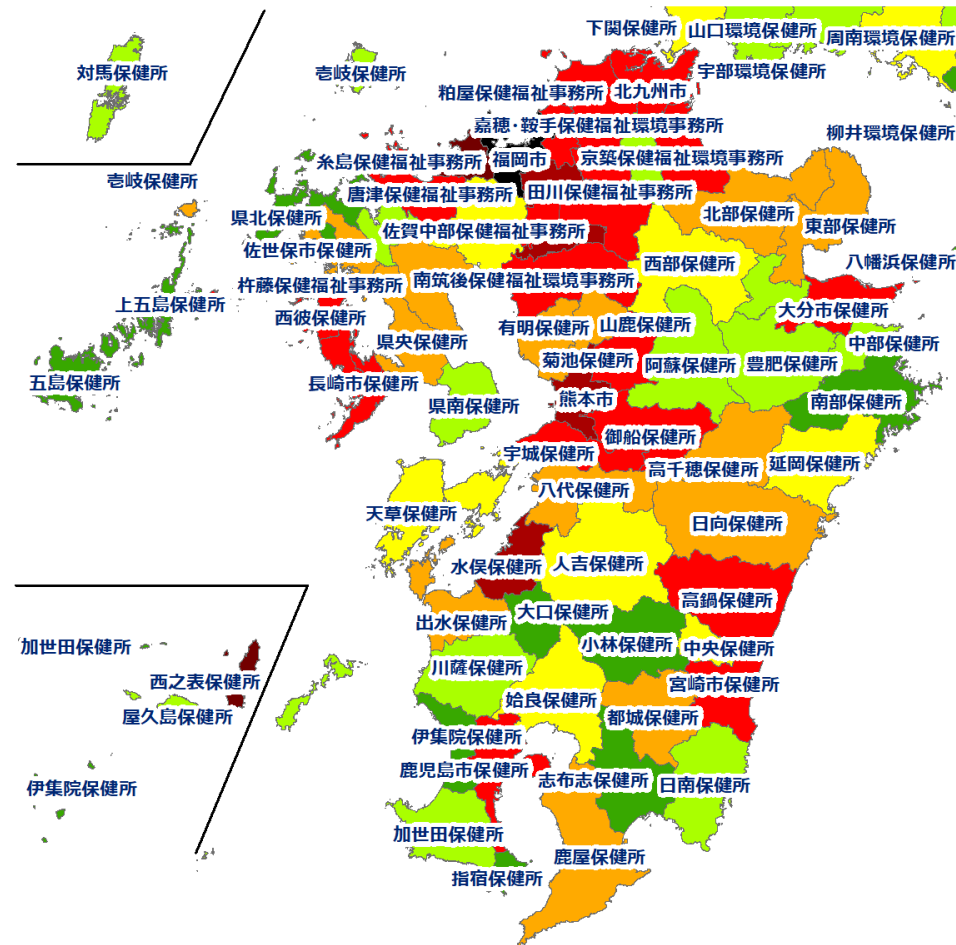 下関保健所
山口環境保健所
周南環境保健所
対馬保健所
壱岐保健所
宇部環境保健所
粕屋保健福祉事務所
北九州市
嘉穂･鞍手保健福祉環境事務所
柳井環境保健所
糸島保健福祉事務所
福岡市
京築保健福祉環境事務所
壱岐保健所
唐津保健福祉事務所
田川保健福祉事務所
県北保健所
北部保健所
東部保健所
佐賀中部保健福祉事務所
佐世保市保健所
西部保健所
八幡浜保健所
杵藤保健福祉事務所
南筑後保健福祉環境事務所
上五島保健所
大分市保健所
西彼保健所
有明保健所
山鹿保健所
県央保健所
中部保健所
菊池保健所
阿蘇保健所
豊肥保健所
五島保健所
長崎市保健所
熊本市
県南保健所
南部保健所
御船保健所
宇城保健所
高千穂保健所
延岡保健所
八代保健所
天草保健所
日向保健所
水俣保健所
人吉保健所
高鍋保健所
大口保健所
出水保健所
加世田保健所
小林保健所
中央保健所
川薩保健所
西之表保健所
宮崎市保健所
姶良保健所
屋久島保健所
都城保健所
伊集院保健所
鹿児島市保健所
志布志保健所
日南保健所
伊集院保健所
加世田保健所
鹿屋保健所
指宿保健所